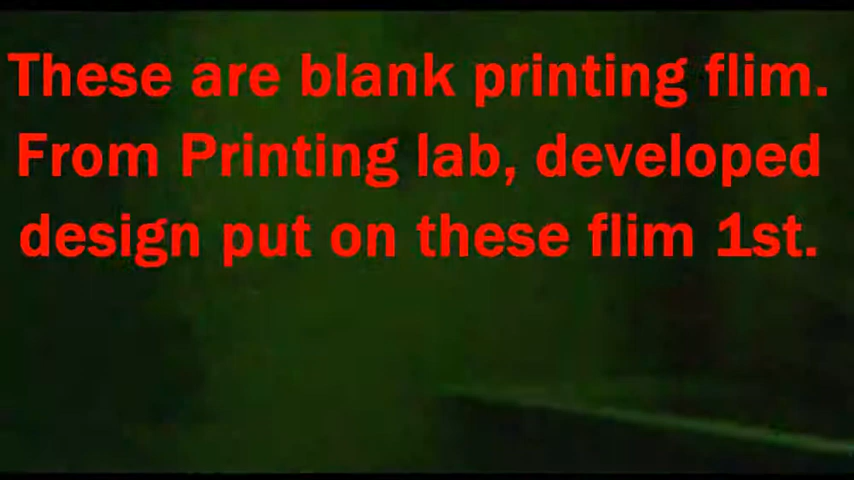 These are blank printing flim.
From Printing lab, developed
design put on these flim 1st.